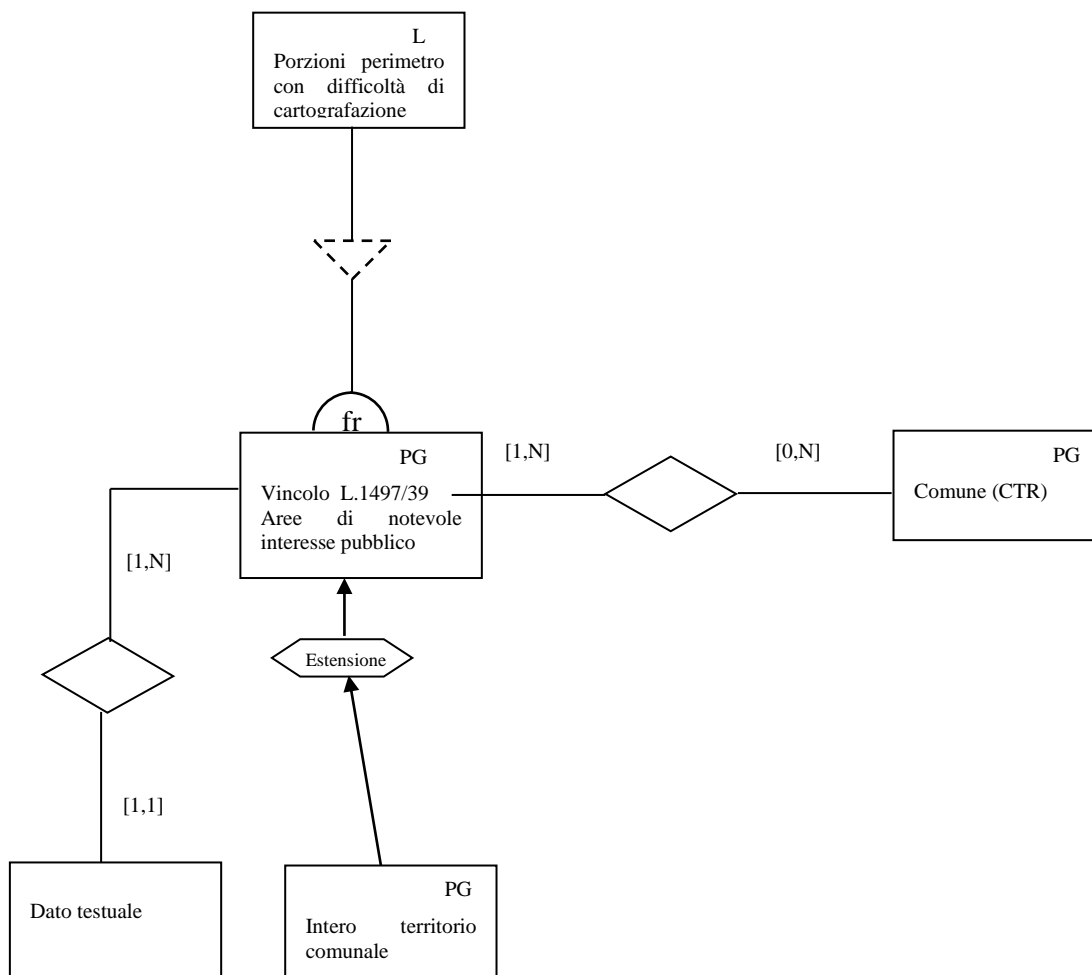 L
Porzioni perimetro
con difficoltà di
cartografazione
fr
PG
Vincolo L.1497/39
Aree di notevole
interesse pubblico
[1,N]
[0,N]
PG
Comune (CTR)
[1,N]
Estensione
[1,1]
Dato testuale
PG
Intero territorio
comunale